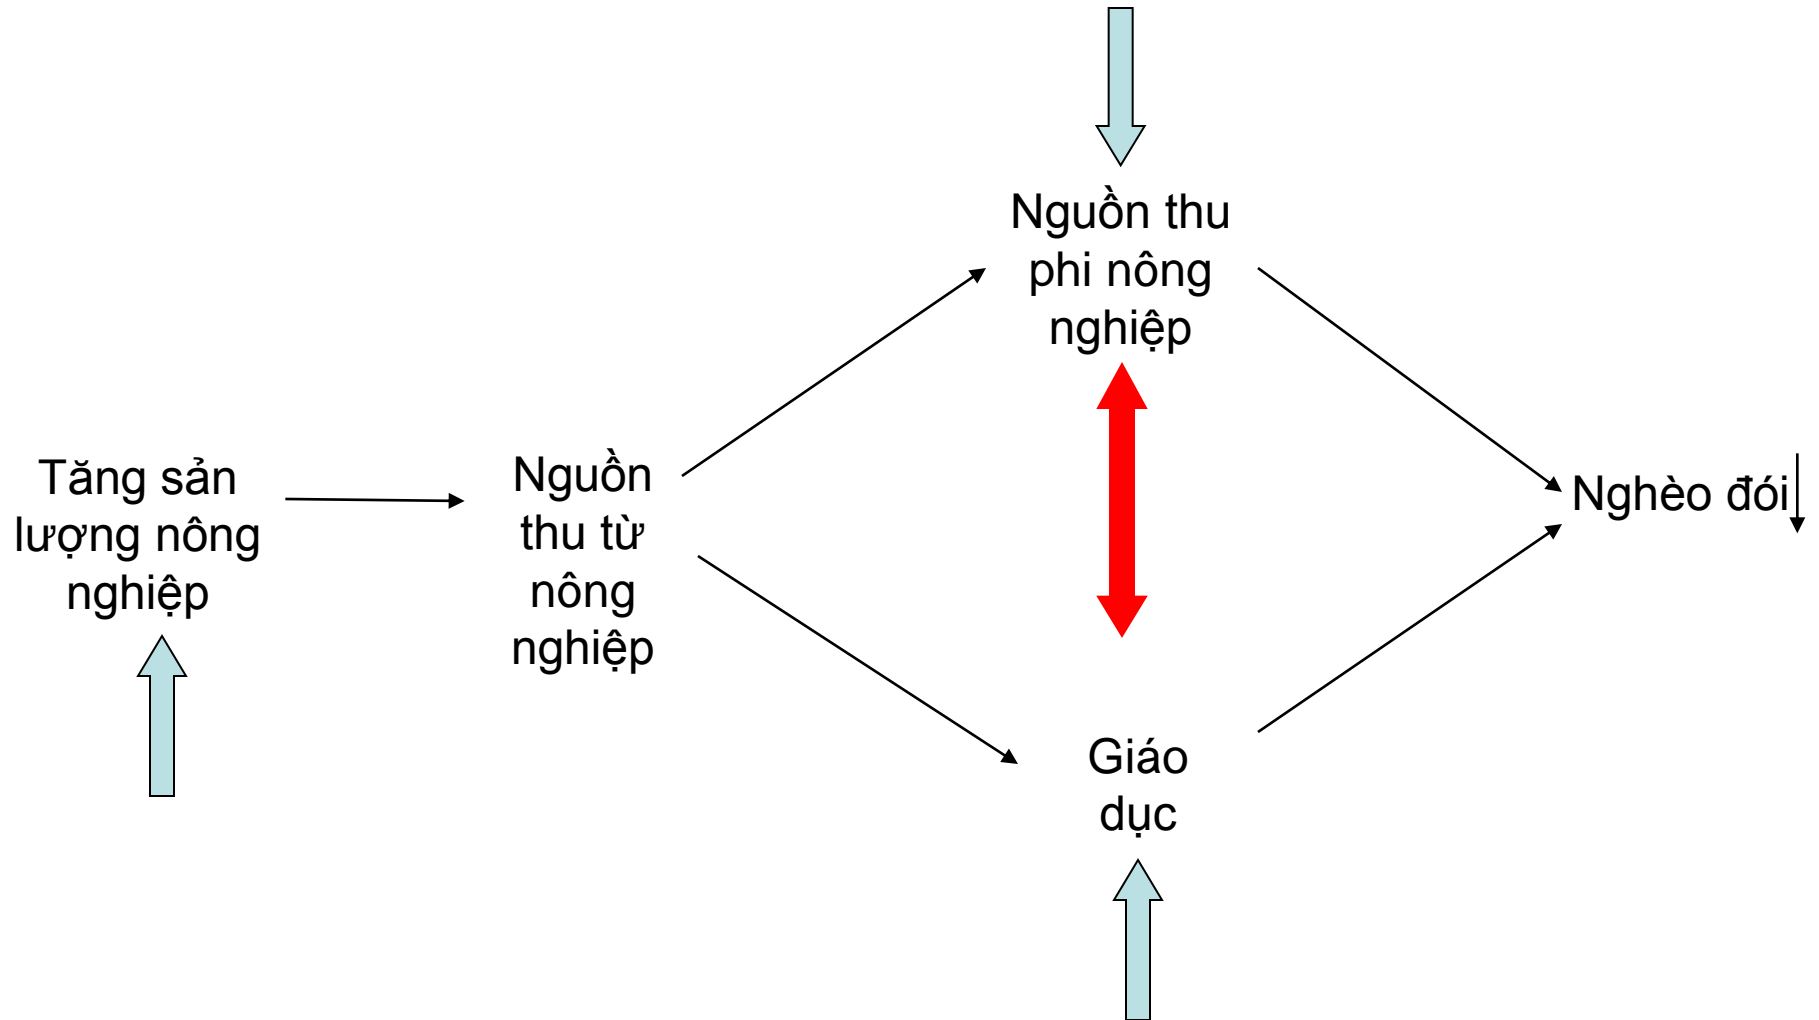 Nguồn thu
phi nông
nghiệp
Tăng sản
lượng nông
nghiệp
Nguồn
thu từ
nông
nghiệp
Nghèo đói
Giáo
dục